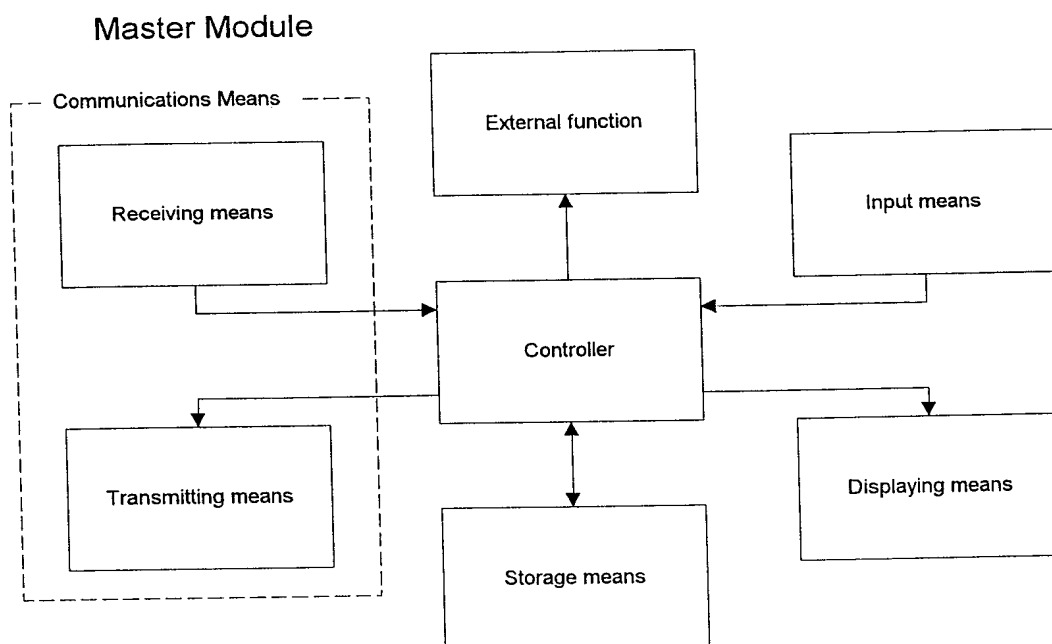 Master Module
Communications Means
External function
Receiving means
Input means
Controller
Transmitting means
Displaying means
Storage means